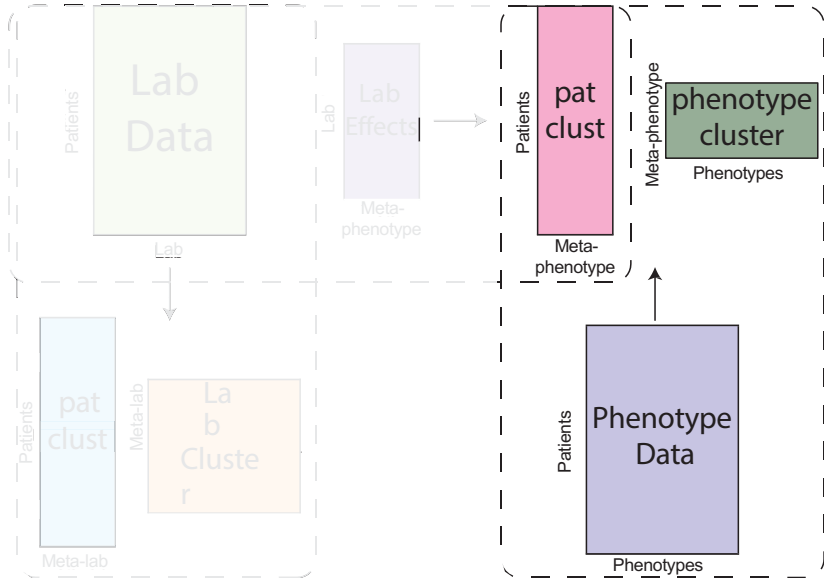 Patients
Lab
Data
Lab
Lab
Lab
Effects
Meta-
phenotype
Patients
pat
clust
Meta-
phenotype
Meta-phenotype
phenotype
cluster
Phenotypes
Patients
pat
clust
Meta-lab
Meta-lab
La
b
Cluste
r
Patients
Phenotype
Data
Phenotypes